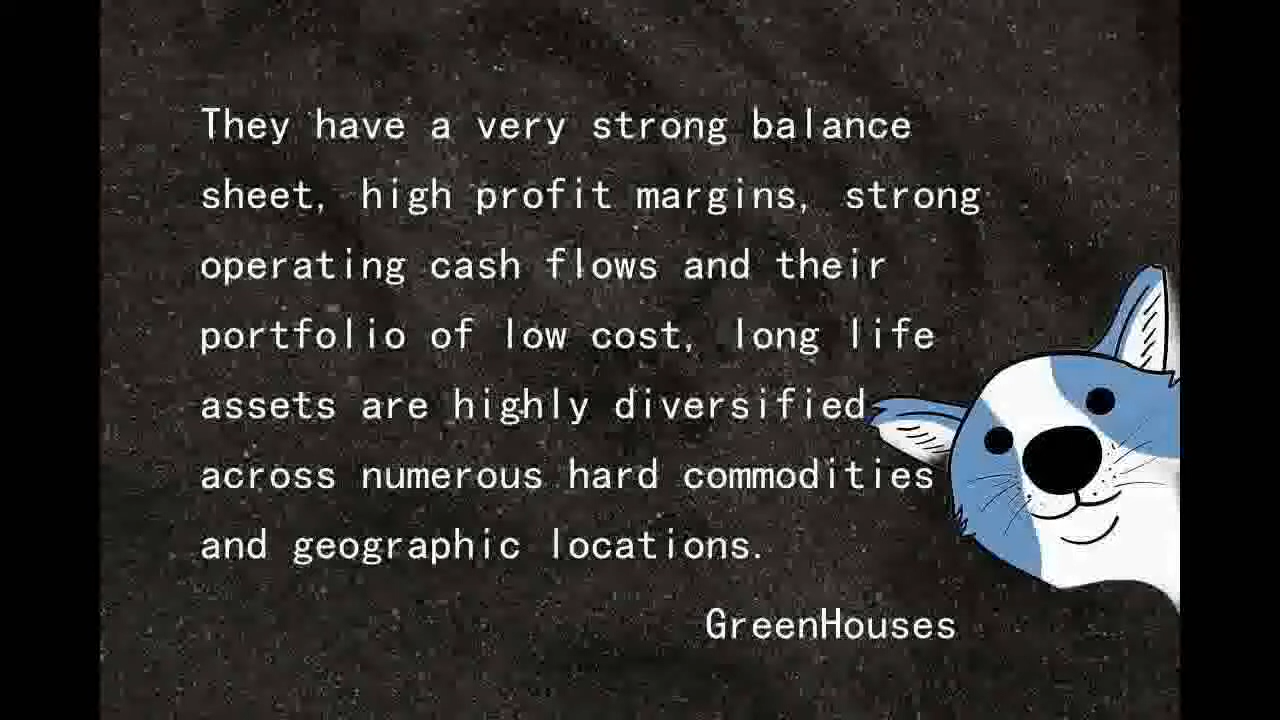 They have a very strong balance
sheet, high profit margins, strong
operating cash flows and their
portfolio of low cost, long life
assets are highly diversified
across numerous hard commodities
and geographic locations.
GreenHouses